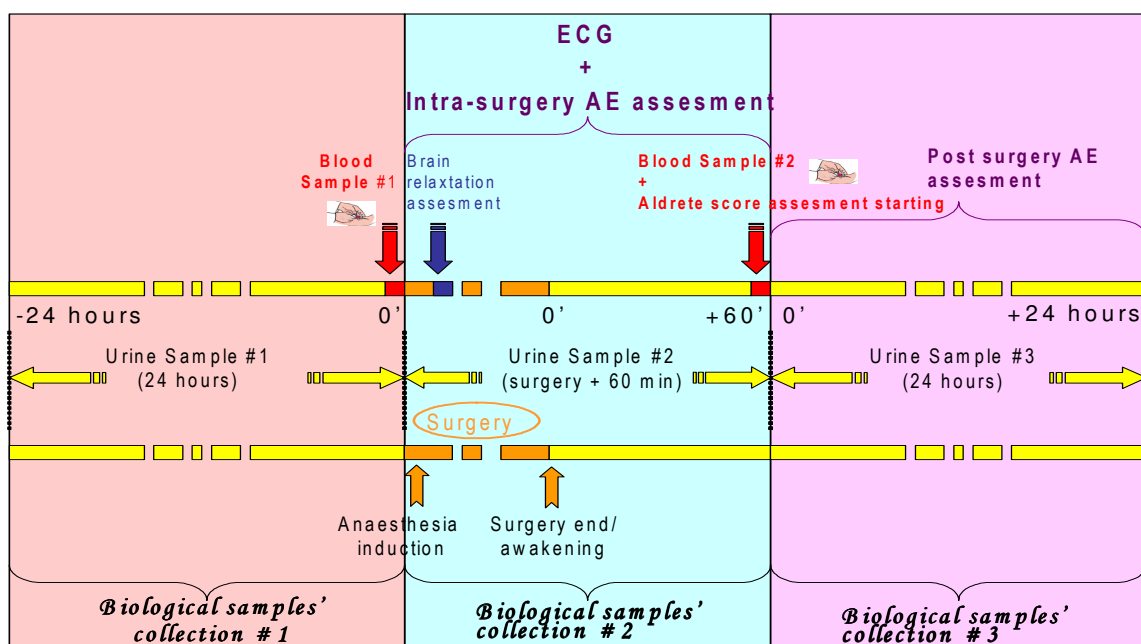 ECG
+
Intra-surgery AE assesment
Blood
Sample #1
Brain
relaxtation
assesment
Blood Sample #2
+
Aldrete score assesment starting
Post surgery AE
assesment
-24 hours
0’
0’
+60’
0’
+24 hours
Urine Sample #1
(24 hours)
Urine Sample #2
(surgery + 60 min)
Urine Sample #3
(24 hours)
Surgery
Anaesthesia
induction
Surgery end/
awakening
Biological samples’
collection #1
Biological samples’
collection #2
Biological samples’
collection #3